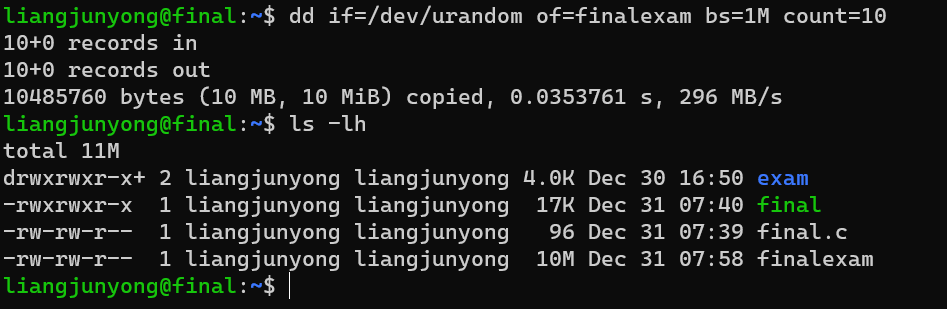 liangjunyong@final:~$ dd if=/dev/urandom of=finalexam bs=1M count=10
10+0 records in
10+0 records out
10485760 bytes (10 MB, 10 MiB) copied, 0.0353761 s, 296 MB/s
liangjunyong@final:~$ ls -lh
total 11M
drwxrwxr-x+ 2 liangjunyong liangjunyong 4.0K Dec 30 16:50 exam
-rwxrwxr-x  1 liangjunyong liangjunyong  17K Dec 31 07:40 final
-rw-rw-r--  1 liangjunyong liangjunyong   96 Dec 31 07:39 final.c
-rw-rw-r--  1 liangjunyong liangjunyong  10M Dec 31 07:58 finalexam
liangjunyong@final:~$